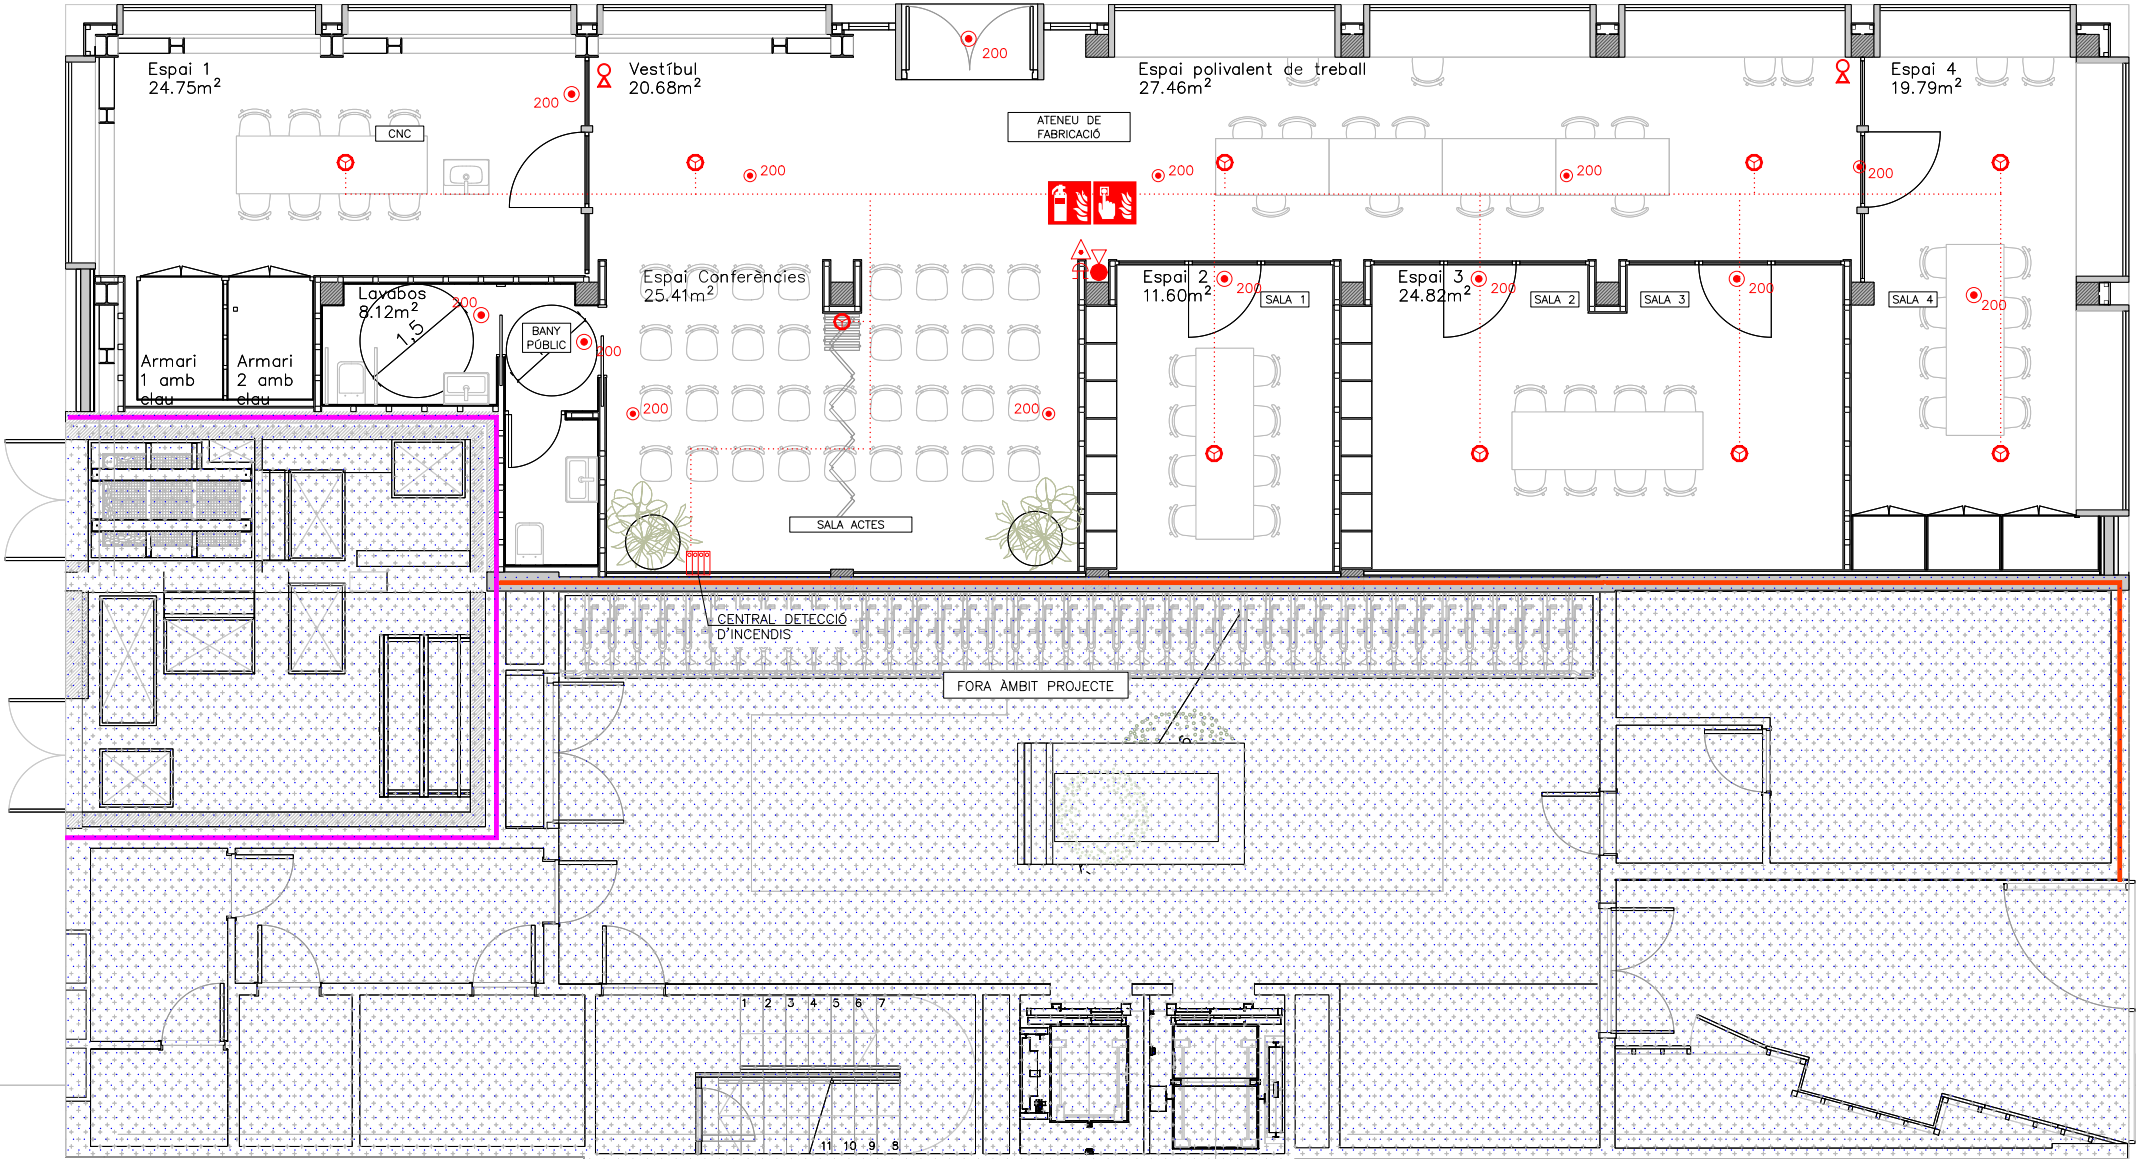 Espai 1
24.75m²
Vestíbul
20.68m²
200
Espai polivalent de treball
27.46m²
Espai 4
19.79m²
200
CNC
ATENEU DE
FABRICACIÓ
200
200
200
200
Espai Conferències
25.41m²
Espai 2
11.60m²
200
SALA 1
Espai 3
24.82m²
200
SALA 2
SALA 3
200
SALA 4
200
Lavabos
8.12m²
200
1,5
BANY
PÚBLIC
200
Armari
1 amb
clau
Armari
2 amb
clau
200
200
SALA ACTES
CENTRAL DETECCIÓ
D'INCENDIS
FORA ÀMBIT PROJECTE
1 2 3 4 5 6 7
11 10 9 8